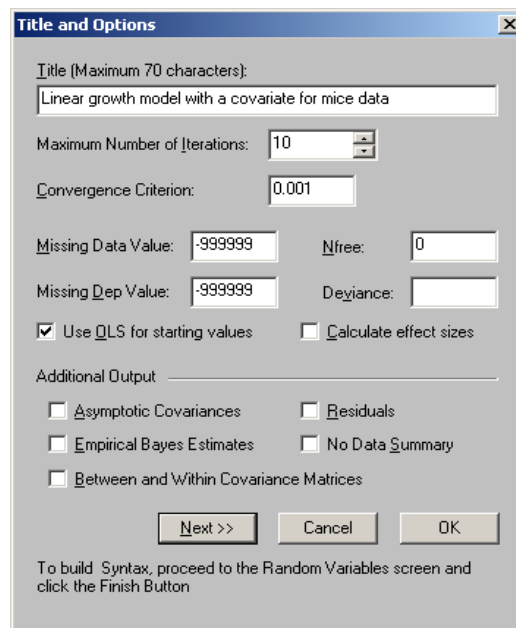 Title and Options
Title (Maximum 70 characters):
Linear growth model with a covariate for mice data
Maximum Number of Iterations: 10
Convergence Criterion: 0.001
Missing Data Value: -999999 Nfree: 0
Missing Dep Value: -999999 Deviance:
Use OLS for starting values Calculate effect sizes
Additional Output
Asymptotic Covariances Residuals
Empirical Bayes Estimates No Data Summary
Between and Within Covariance Matrices
Next >> Cancel OK
To build Syntax, proceed to the Random Variables screen and
click the Finish Button